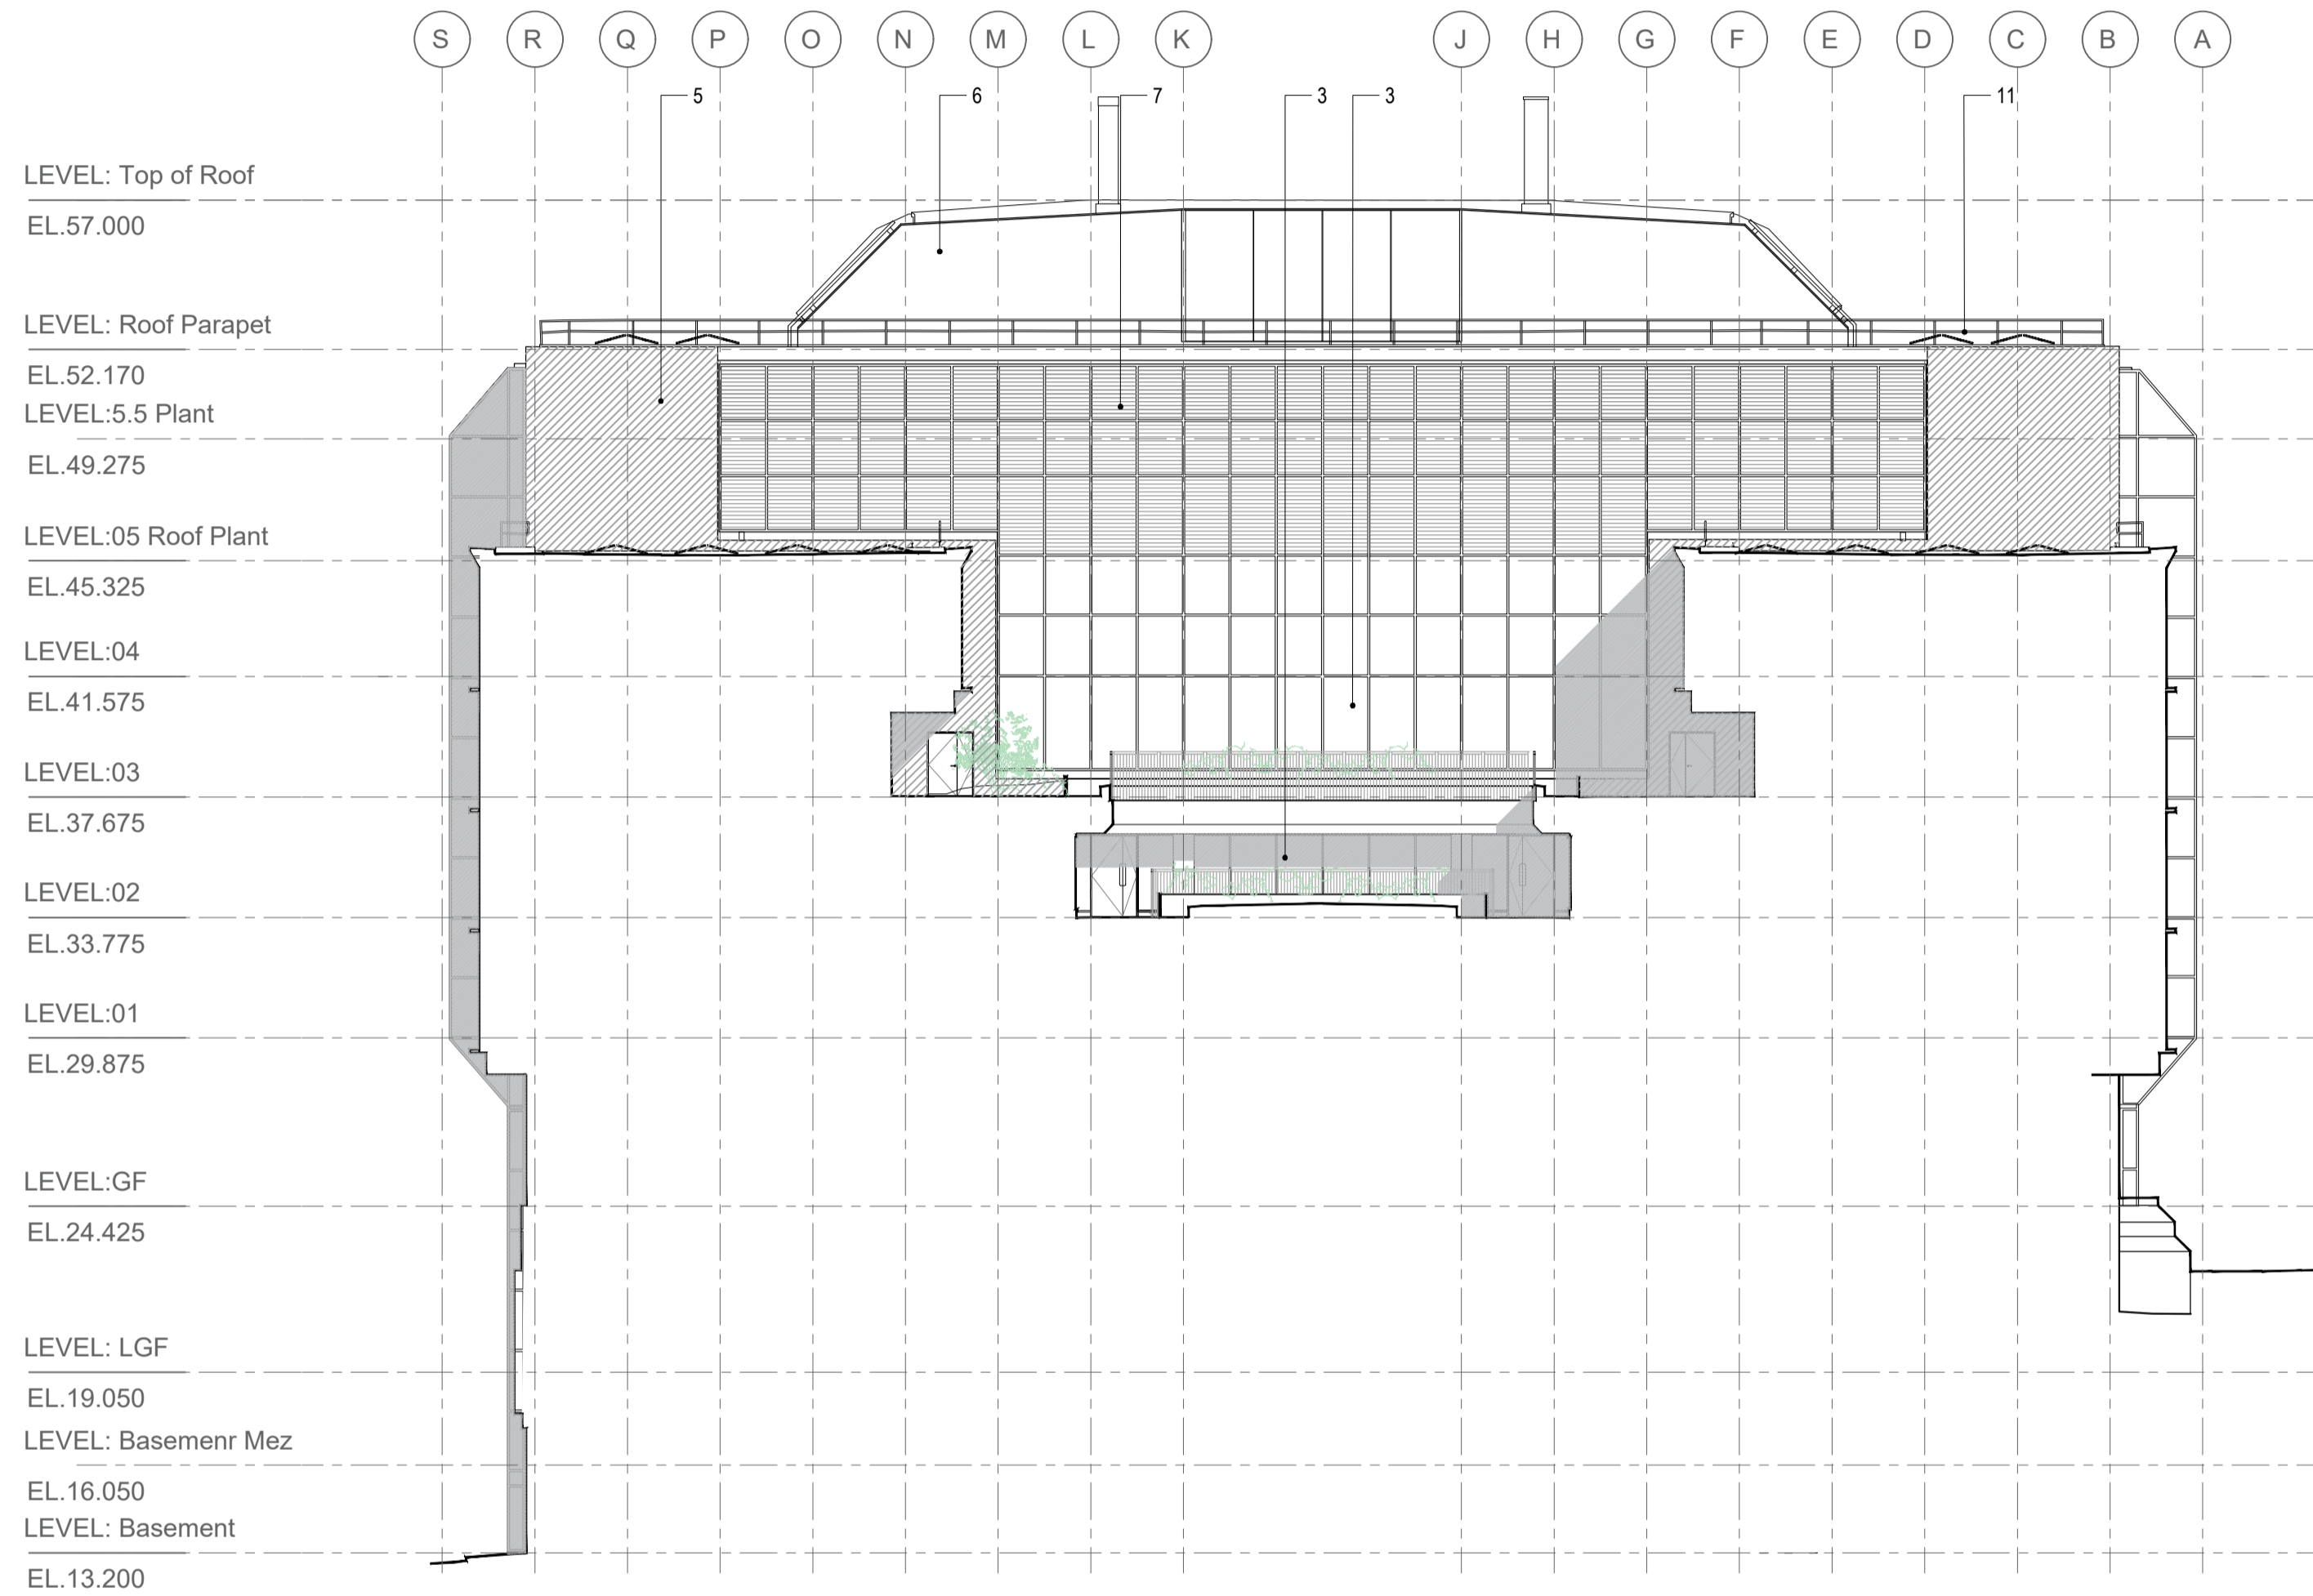 S R Q P O N M L K J H G F E D C B A
5 6 7 3 3 11
LEVEL: Top of Roof
EL.57.000
LEVEL: Roof Parapet
EL.52.170
LEVEL:5.5 Plant
EL.49.275
LEVEL:05 Roof Plant
EL.45.325
LEVEL:04
EL.41.575
LEVEL:03
EL.37.675
LEVEL:02
EL.33.775
LEVEL:01
EL.29.875
LEVEL:GF
EL.24.425
LEVEL: LGF
EL.19.050
LEVEL: Basemenr Mez
EL.16.050
LEVEL: Basement
EL.13.200